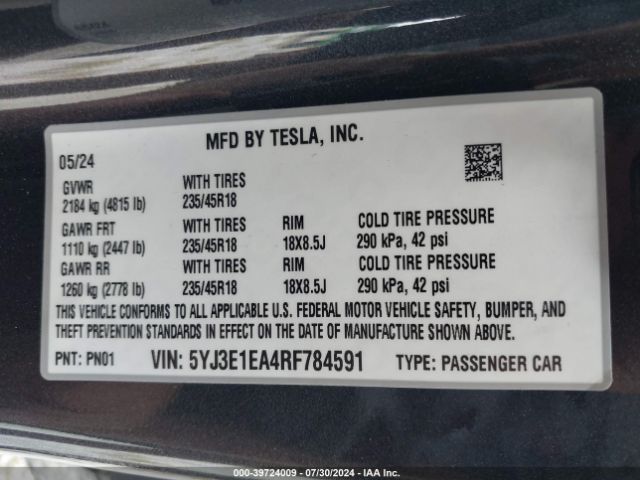 MFD BY TESLA, INC.
05/24
GVWR WITH TIRES
2184 kg (4815 lb) 235/45R18
GAWR FRT WITH TIRES RIM COLD TIRE PRESSURE
1110 kg (2447 lb) 235/45R18 18X8.5J 290 kPa, 42 psi
GAWR RR WITH TIRES RIM COLD TIRE PRESSURE
1260 kg (2778 lb) 235/45R18 18X8.5J 290 kPa, 42 psi
THIS VEHICLE CONFORMS TO ALL APPLICABLE U.S. FEDERAL MOTOR VEHICLE SAFETY, BUMPER, AND
THEFT PREVENTION STANDARDS IN EFFECT ON THE DATE OF MANUFACTURE SHOWN ABOVE.
PNT: PN01 VIN: 5YJ3E1EA4RF784591 TYPE: PASSENGER CAR
000-39724009 - 07/30/2024 - IAA Inc.